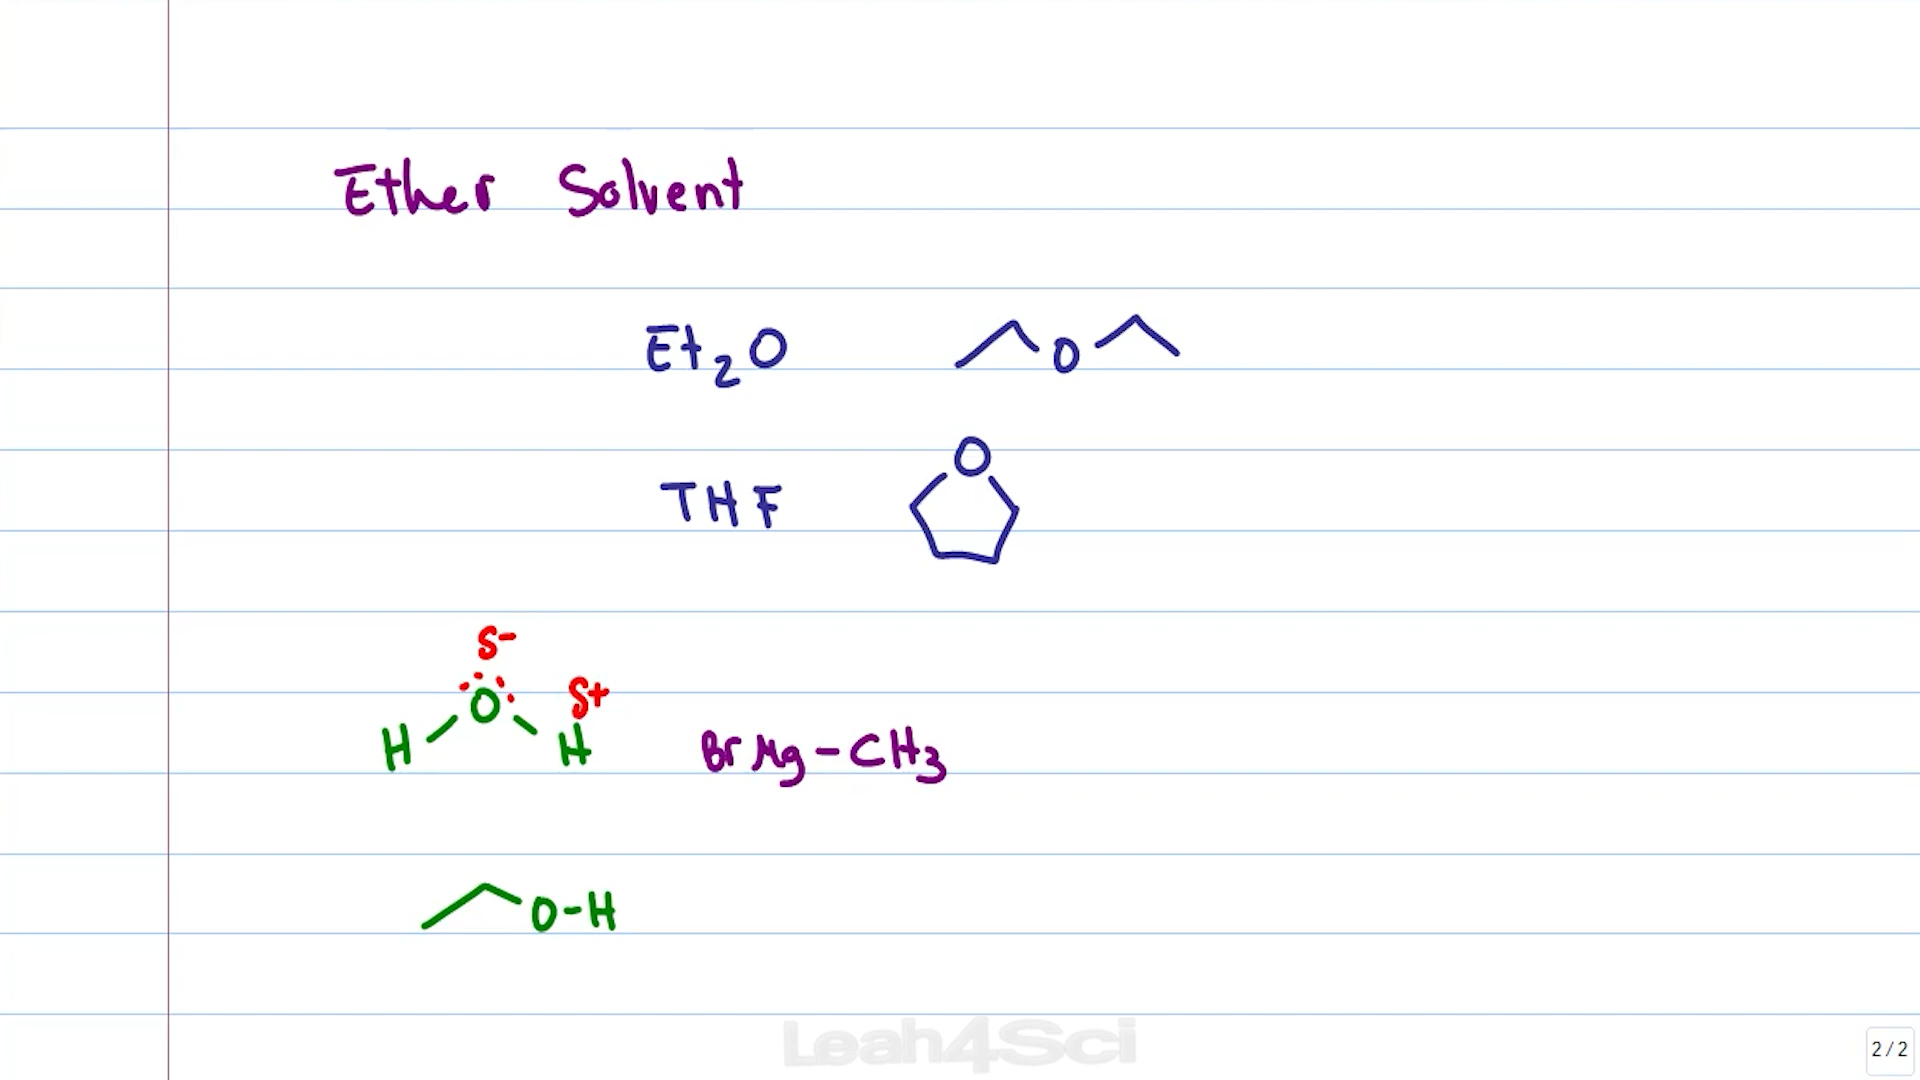 Ether Solvent
Et₂O O
O
THF
δ-
O δ+
H H BrMg-CH₃
O-H
Leah4Sci
2/2